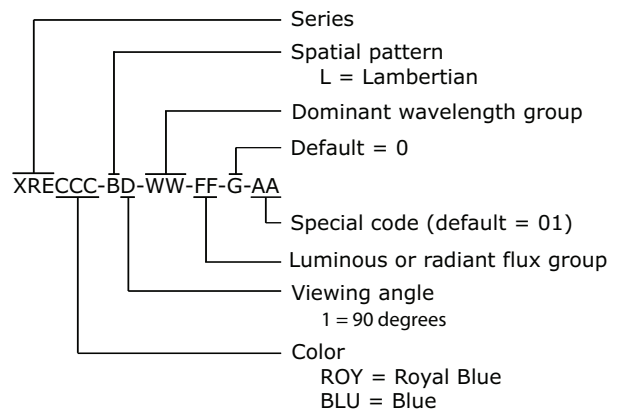 Series
Spatial pattern
L = Lambertian
Dominant wavelength group
Default = 0
XRECCC-BD-WW-FF-G-AA
Special code (default = 01)
Luminous or radiant flux group
Viewing angle
1 = 90 degrees
Color
ROY = Royal Blue
BLU = Blue